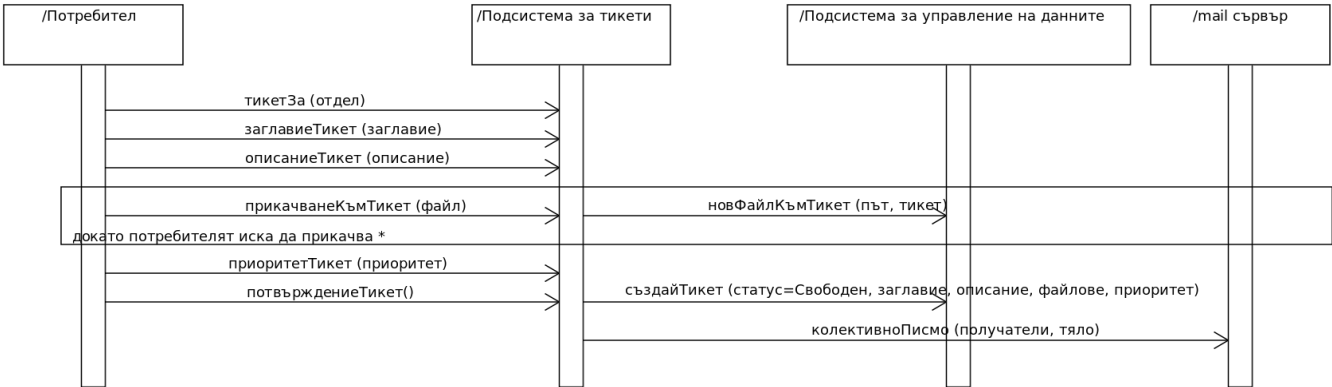 /Потребител
/Подсистема за тикети
/Подсистема за управление на данните
/mail сървър
тикетЗа (отдел)
заглавиеТикет (заглавие)
описаниеТикет (описание)
прикачванеКъмТикет (файл)
новФайлКъмТикет (път, тикет)
докато потребителят иска да прикачва *
приоритетТикет (приоритет)
потвърждениеТикет()
създайТикет (статус=Свободен, заглавие, описание, файлове, приоритет)
колективноПисмо (получатели, тяло)